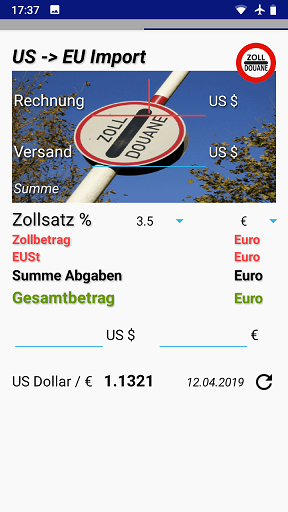 17:37
US -> EU Import
ZOLL
DOUANE
Rechnung US $
ZOLL
DOUANE
Versand US $
Summe
Zollsatz % 3.5 €
Zollbetrag Euro
EUSt Euro
Summe Abgaben Euro
Gesamtbetrag Euro
US $ €
US Dollar / € 1.1321 12.04.2019